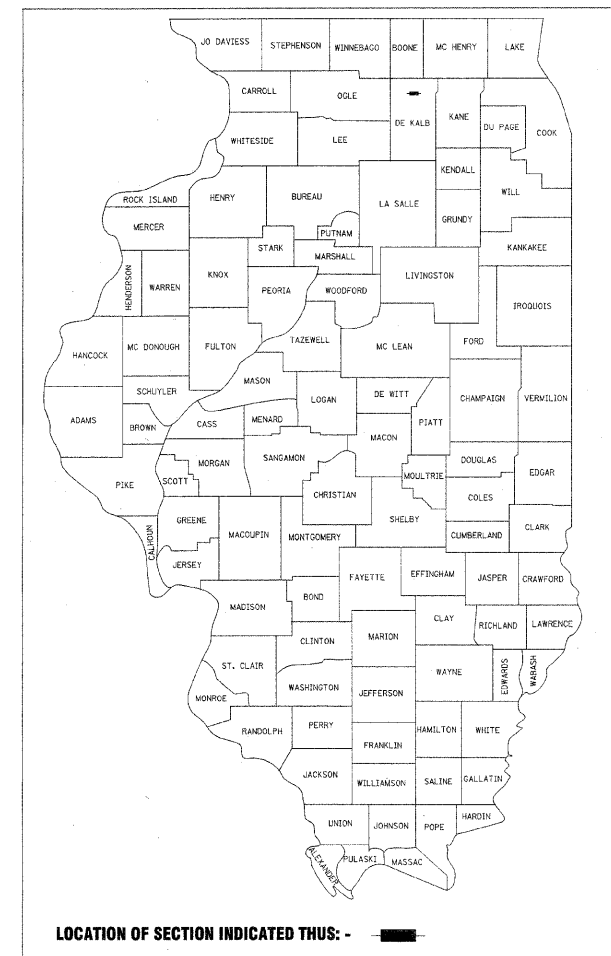 JO DAVIESS STEPHENSON WINNEBAGO BOONE MC HENRY LAKE
CARROLL OGLE
DE KALB KANE DU PAGE COOK
WHITESIDE LEE
KENDALL
ROCK ISLAND HENRY BUREAU LA SALLE WILL
GRUNDY
MERCER PUTNAM
STARK MARSHALL KANKAKEE
HENDERSON WARREN KNOX LIVINGSTON
PEORIA WOODFORD
IROQUOIS
HANCOCK MC DONOUGH FULTON TAZEWELL MC LEAN FORD
MASON
SCHUYLER LOGAN DE WITT CHAMPAIGN VERMILION
ADAMS BROWN CASS MENARD PIATT
MACON
SANGAMON DOUGLAS
MORGAN MOULTRIE EDGAR
PIKE SCOTT CHRISTIAN COLES
GREENE SHELBY
CALHOUN MACOUPIN MONTGOMERY CUMBERLAND CLARK
JERSEY
FAYETTE EFFINGHAM JASPER CRAWFORD
MADISON BOND
CLAY RICHLAND LAWRENCE
CLINTON MARION
ST. CLAIR WAYNE EDWARDS WABASH
WASHINGTON JEFFERSON
MONROE
RANDOLPH PERRY HAMILTON WHITE
FRANKLIN
JACKSON WILLIAMSON SALINE GALLATIN
UNION JOHNSON POPE HARDIN
ALEXANDER PULASKI MASSAC
LOCATION OF SECTION INDICATED THUS: -